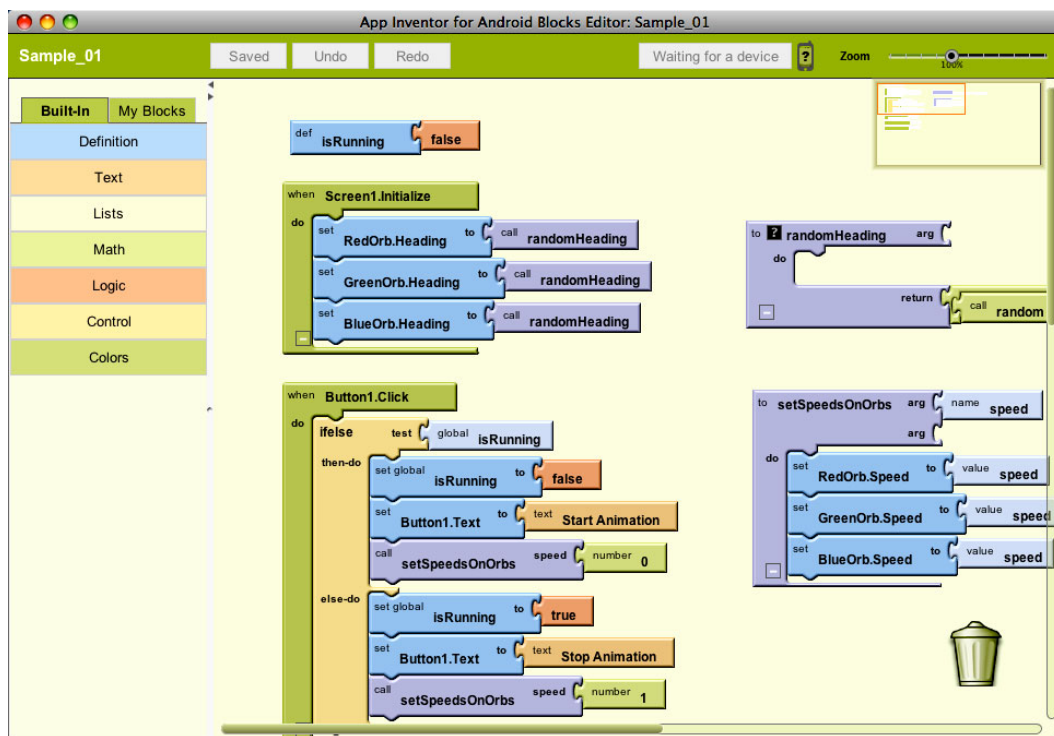 App Inventor for Android Blocks Editor: Sample_01
Sample_01
Saved
Undo
Redo
Waiting for a device
?
Zoom
100%
Built-In
My Blocks
Definition
Text
Lists
Math
Logic
Control
Colors
def isRunning false
when Screen1.Initialize
do set RedOrb.Heading to call randomHeading
set GreenOrb.Heading to call randomHeading
set BlueOrb.Heading to call randomHeading
when Button1.Click
do ifelse test global isRunning
then-do set global isRunning to false
set Button1.Text to text Start Animation
call setSpeedsOnOrbs speed number 0
else-do set global isRunning to true
set Button1.Text to text Stop Animation
call setSpeedsOnOrbs speed number 1
to ? randomHeading arg
do
return call random
to setSpeedsOnOrbs arg name speed
arg
do set RedOrb.Speed to value speed
set GreenOrb.Speed to value speed
set BlueOrb.Speed to value speed